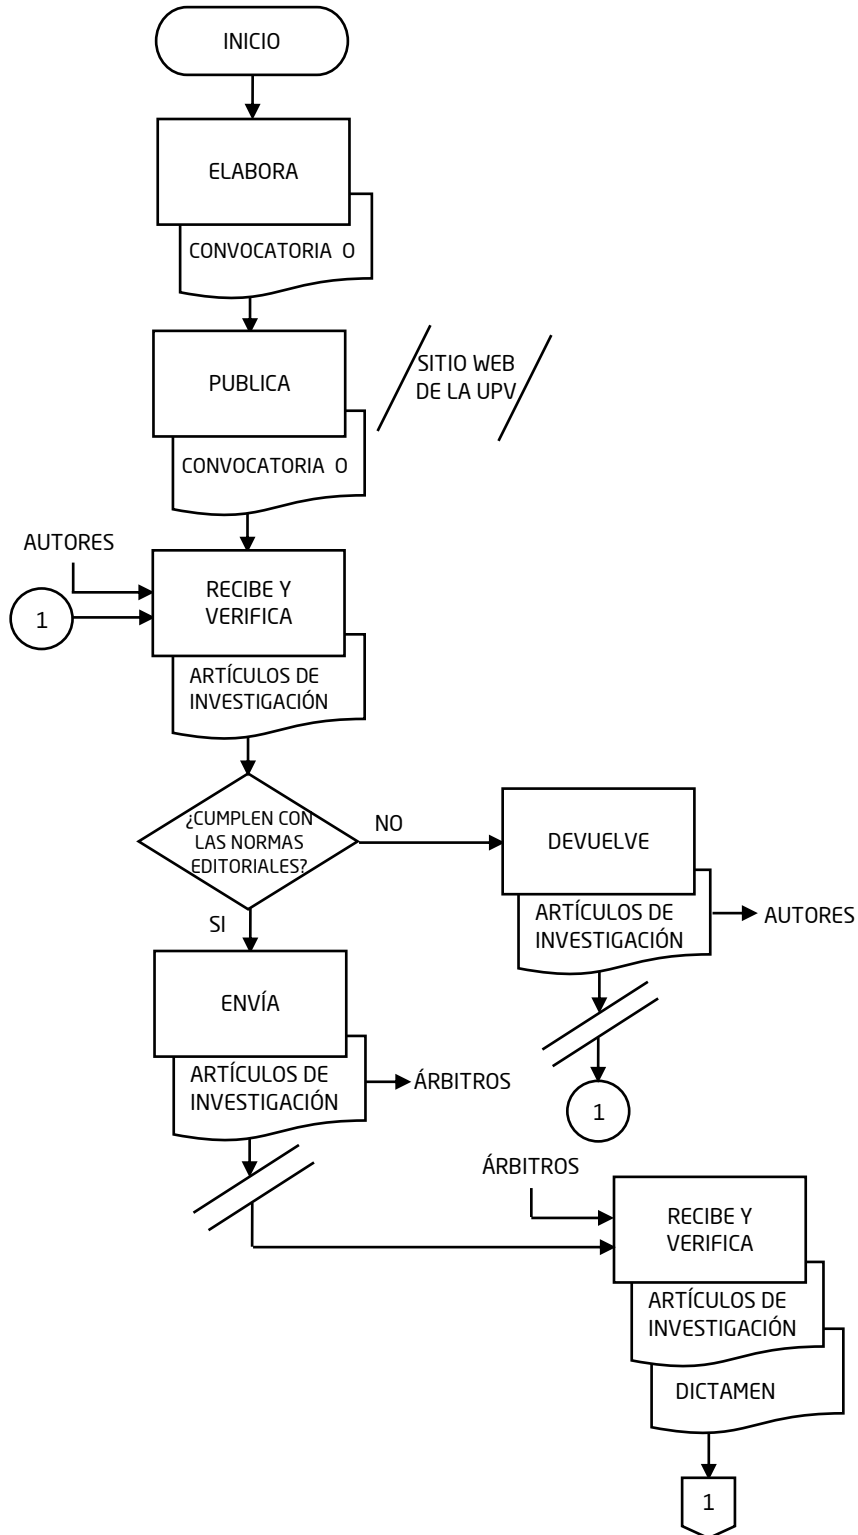 INICIO
ELABORA
CONVOCATORIA O
PUBLICA
SITIO WEB
DE LA UPV
CONVOCATORIA O
AUTORES
RECIBE Y
VERIFICA
1
ARTÍCULOS DE
INVESTIGACIÓN
¿CUMPLEN CON
LAS NORMAS
EDITORIALES?
NO
DEVUELVE
ARTÍCULOS DE
INVESTIGACIÓN
AUTORES
SI
ENVÍA
ARTÍCULOS DE
INVESTIGACIÓN
ÁRBITROS
1
ÁRBITROS
RECIBE Y
VERIFICA
ARTÍCULOS DE
INVESTIGACIÓN
DICTAMEN
1